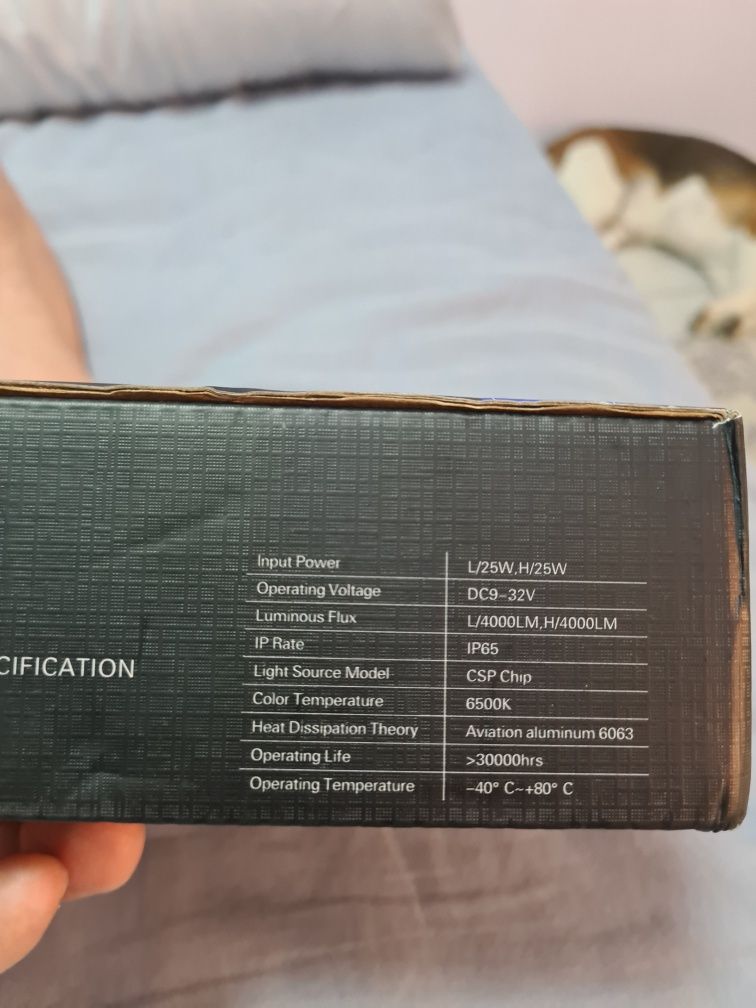 CIFICATION
Input Power L/25W,H/25W
Operating Voltage DC9-32V
Luminous Flux L/4000LM,H/4000LM
IP Rate IP65
Light Source Model CSP Chip
Color Temperature 6500K
Heat Dissipation Theory Aviation aluminum 6063
Operating Life >30000hrs
Operating Temperature -40° C~+80° C